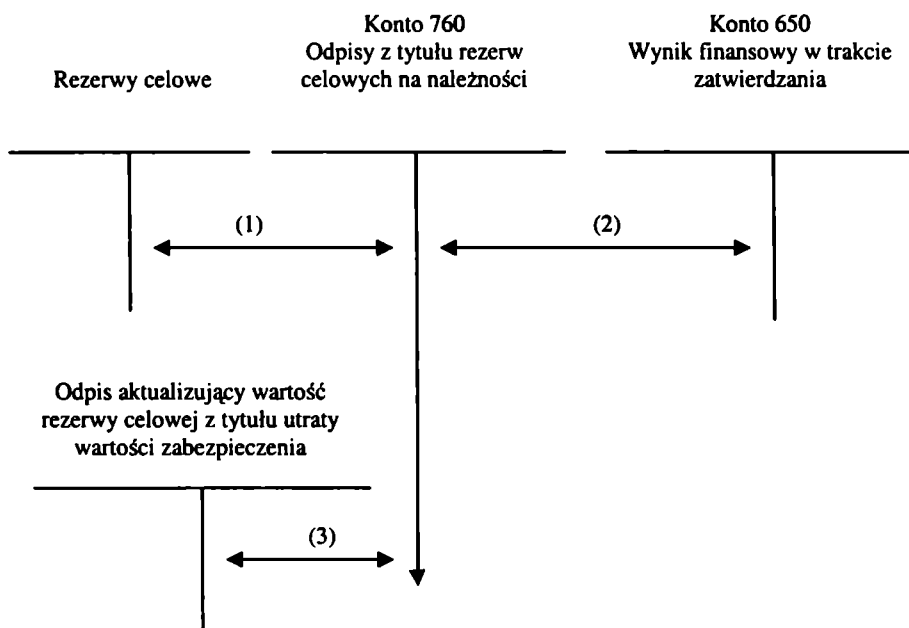 Rezerwy celowe
Konto 760
Odpisy z tytułu rezerw
celowych na należności
Konto 650
Wynik finansowy w trakcie
zatwierdzania
(1)
(2)
Odpis aktualizujący wartość
rezerwy celowej z tytułu utraty
wartości zabezpieczenia
(3)